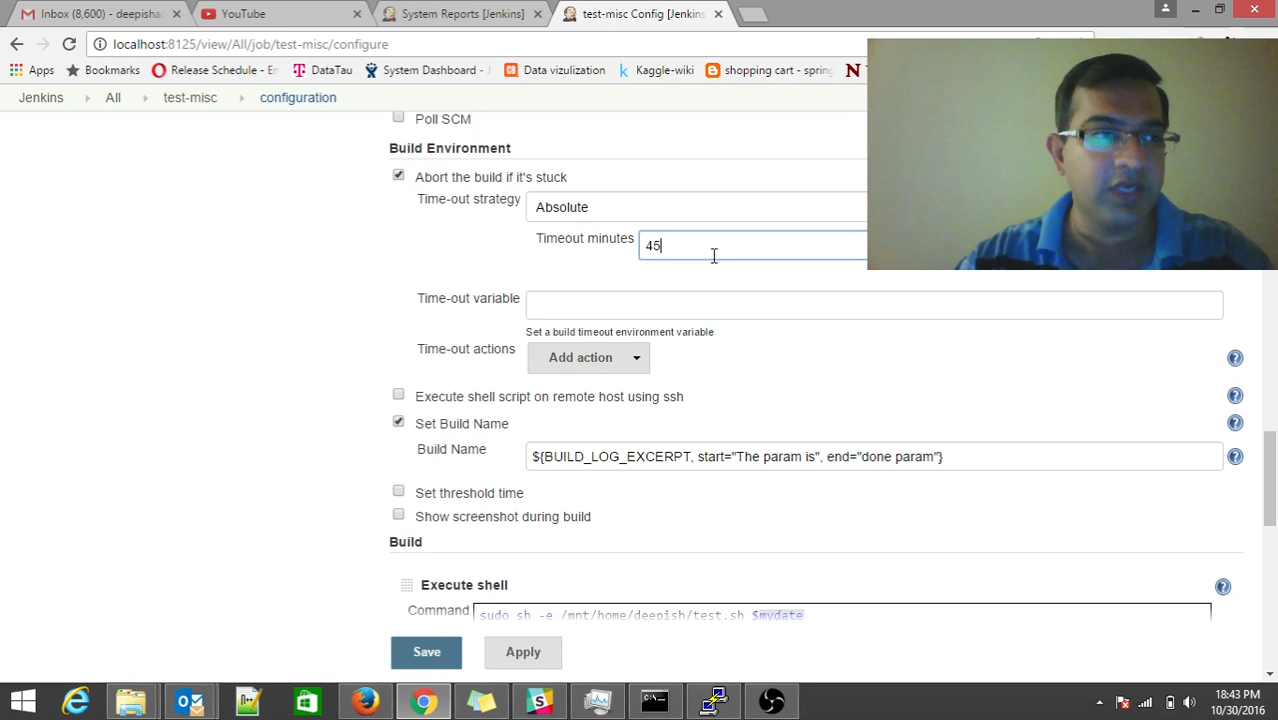 Inbox (8,600) - deepishac
YouTube
System Reports [Jenkins]
test-misc Config [Jenkins
localhost:8125/view/All/job/test-misc/configure
Apps
Bookmarks
Release Schedule - En
DataTau
System Dashboard -
Data vizulization
Kaggle-wiki
shopping cart - spring
Jenkins
All
test-misc
configuration
Poll SCM
Build Environment
Abort the build if it's stuck
Time-out strategy
Absolute
Timeout minutes
45
Time-out variable
Set a build timeout environment variable
Time-out actions
Add action
Execute shell script on remote host using ssh
Set Build Name
Build Name
${BUILD_LOG_EXCERPT, start="The param is", end="done param"}
Set threshold time
Show screenshot during build
Build
Execute shell
Command
sudo sh -e /mnt/home/deepish/test.sh $mydate
Save
Apply
18:43 PM
10/30/2016